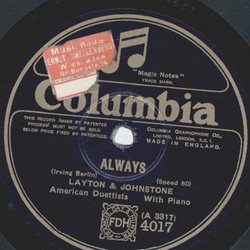 Musikhaus
"Magic Notes"
TRADE MARK.
Columbia
THIS RECORD (MADE BY PATENTED
PROCESS) MUST NOT BE SOLD
BELOW PRICE FIXED BY PATENTEES.
COLUMBIA GRAPHOPHONE CO.
LIMITED, LONDON, E.C.1.
MADE IN ENGLAND.
ALWAYS
(Irving Berlin) (Speed 80)
LAYTON & JOHNSTONE
American Duettists With Piano
FDH
(A 3317)
4017